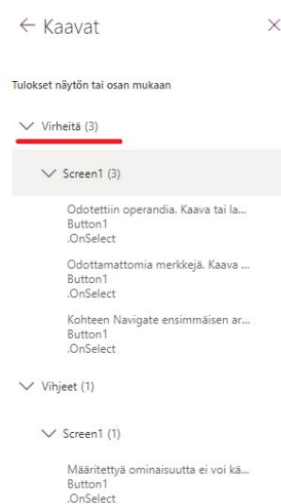 Kaavat
Tulokset näytön tai osan mukaan
Virheitä (3)
Screen1 (3)
Odotettiin operandia. Kaava tai la...
Button1
.OnSelect
Odottamattomia merkkejä. Kaava ...
Button1
.OnSelect
Kohteen Navigate ensimmäisen ar...
Button1
.OnSelect
Vihjeet (1)
Screen1 (1)
Määritettyä ominaisuutta ei voi kä...
Button1
.OnSelect